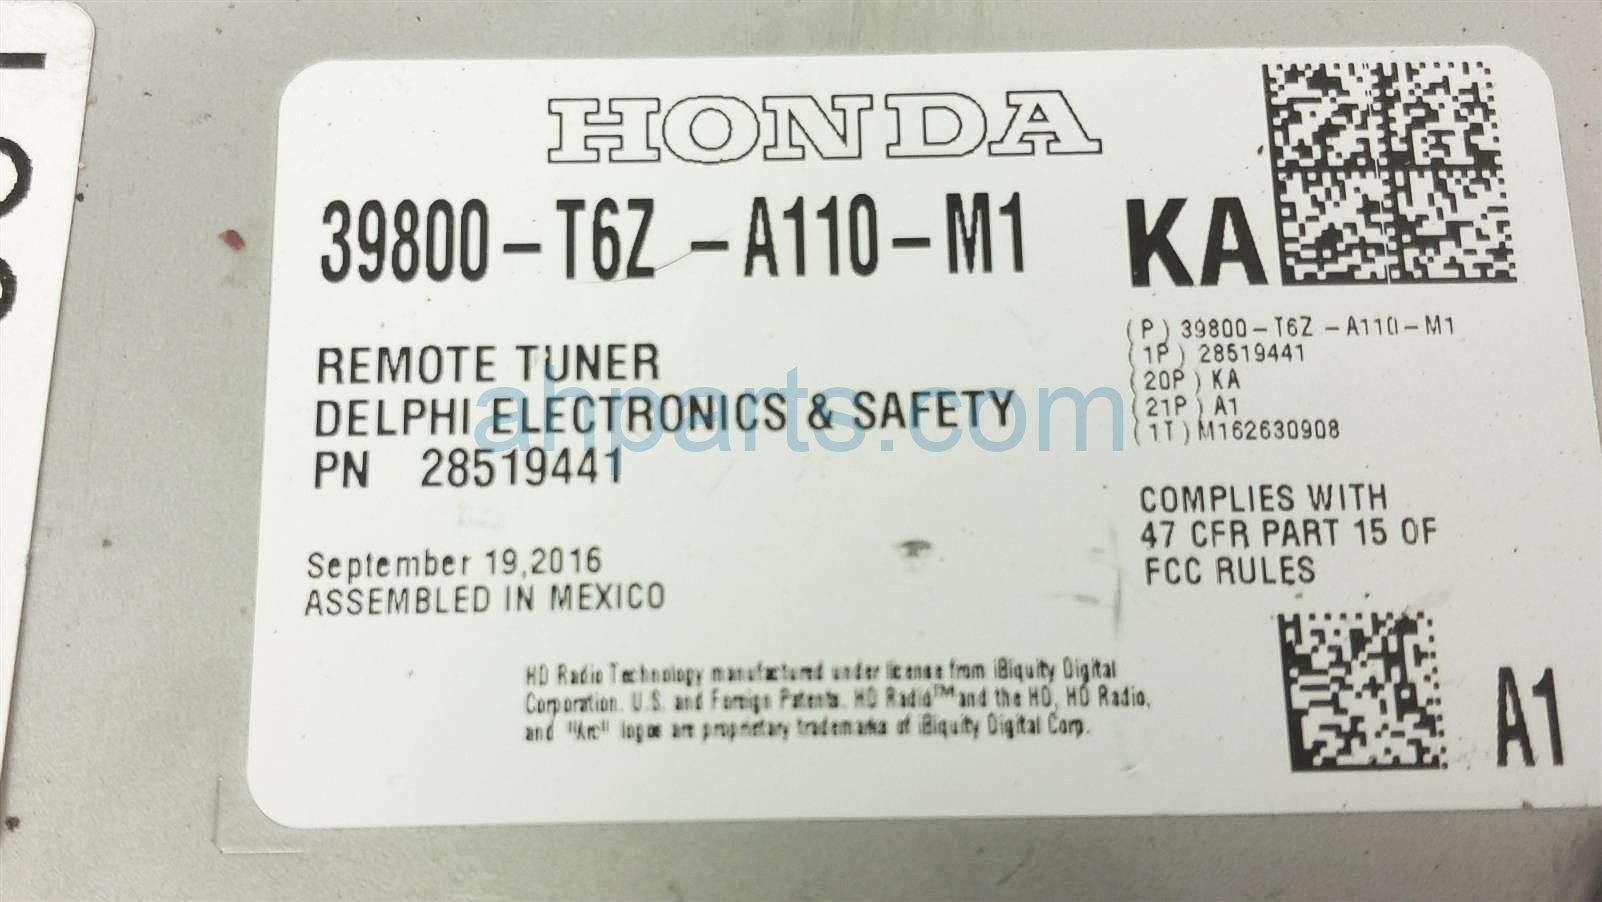 HONDA
39800-T6Z -A110-M1 KA
REMOTE TUNER
DELPHI ELECTRONICS & SAFETY
PN 28519441
September 19,2016
ASSEMBLED IN MEXICO
(P) 39800-T6Z -A110-M1
(1P) 28519441
(20P) KA
(21P) A1
(1T) M162630908
COMPLIES WITH
47 CFR PART 15 OF
FCC RULES
HD Radio Technology manufactured under license from iBiquity Digital
Corporation. U.S. and Foreign Patents. HD Radio™ and the HD, HD Radio,
and "Arc" logos are proprietary trademarks of iBiquity Digital Corp.
A1
ahparts.com